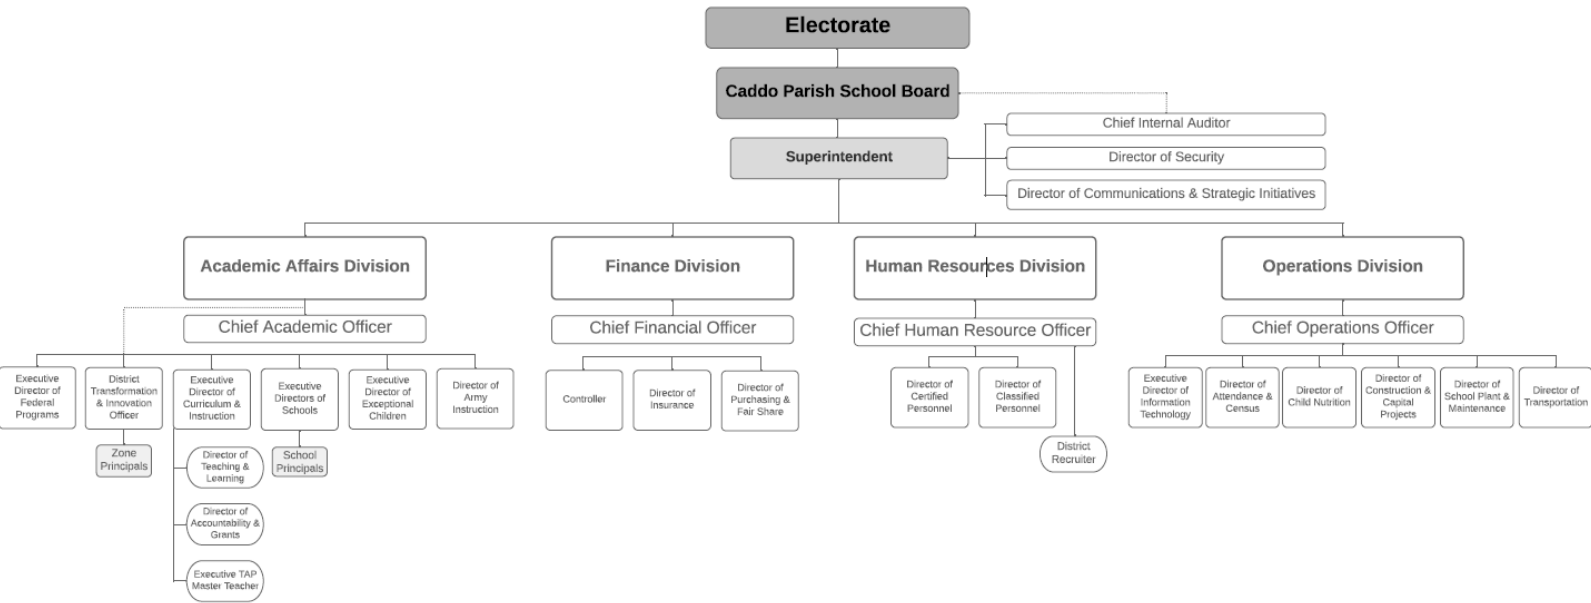 Electorate
Caddo Parish School Board
Chief Internal Auditor
Superintendent
Director of Security
Director of Communications & Strategic Initiatives
Academic Affairs Division
Finance Division
Human Resources Division
Operations Division
Chief Academic Officer
Chief Financial Officer
Chief Human Resource Officer
Chief Operations Officer
Executive
Director of
Federal
Programs
District
Transformation
& Innovation
Officer
Executive
Director of
Curriculum &
Instruction
Executive
Directors of
Schools
Executive
Director of
Exceptional
Children
Director of
Army
Instruction
Controller
Director of
Insurance
Director of
Purchasing &
Fair Share
Director of
Certified
Personnel
Director of
Classified
Personnel
Executive
Director of
Information
Technology
Director of
Attendance &
Census
Director of
Child Nutrition
Director of
Construction &
Capital
Projects
Director of
School Plant &
Maintenance
Director of
Transportation
Zone
Principals
Director of
Teaching &
Learning
School
Principals
District
Recruiter
Director of
Accountability &
Grants
Executive TAP
Master Teacher